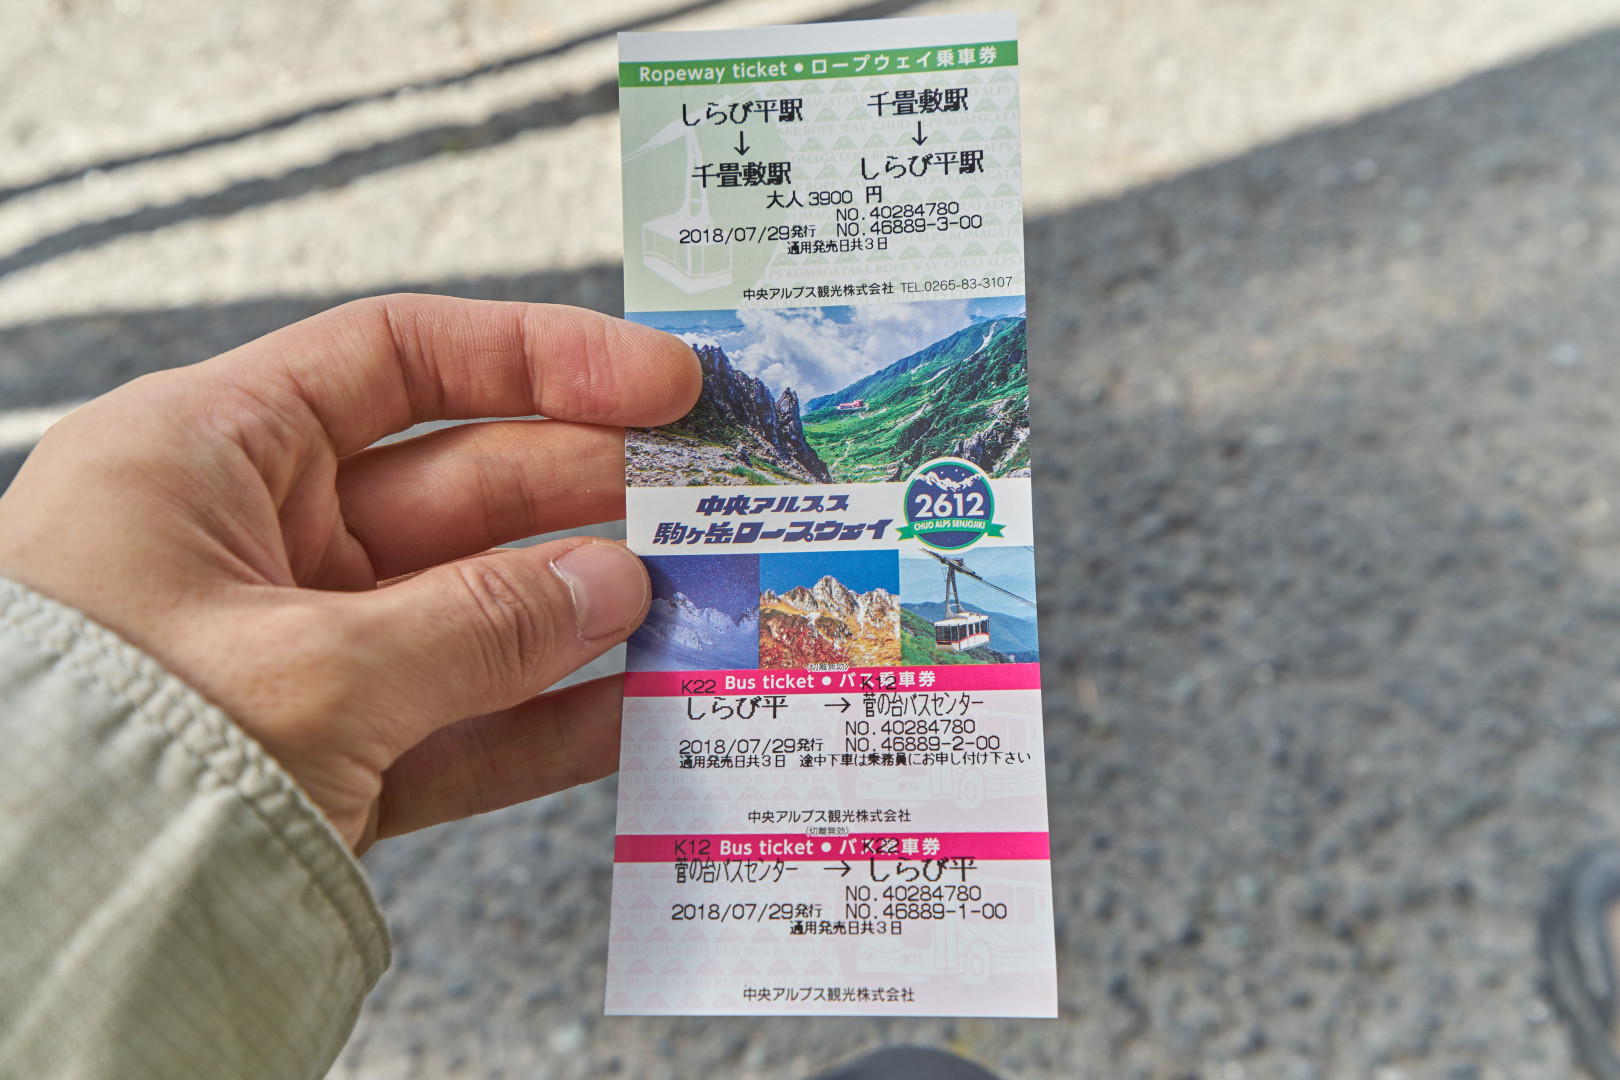 Ropeway ticket ● ロープウェイ乗車券
しらび平駅 千畳敷駅
↓ ↓
千畳敷駅 しらび平駅
大人 3900 円
NO.40284780
2018/07/29発行 NO.46889-3-00
通用発売日共3日
中央アルプス観光株式会社 TEL.0265-83-3107
中央アルプス
駒ヶ岳ロープウェイ
2612
CHUO ALPS SENJOJIKI
(切離無効)
Bus ticket ● バス乗車券
K22 K12
しらび平 → 菅の台バスセンター
NO.40284780
2018/07/29発行 NO.46889-2-00
通用発売日共3日 途中下車は乗務員にお申し付け下さい
中央アルプス観光株式会社
(切離無効)
Bus ticket ● バス乗車券
K12 K22
菅の台バスセンター → しらび平
NO.40284780
2018/07/29発行 NO.46889-1-00
通用発売日共3日
中央アルプス観光株式会社